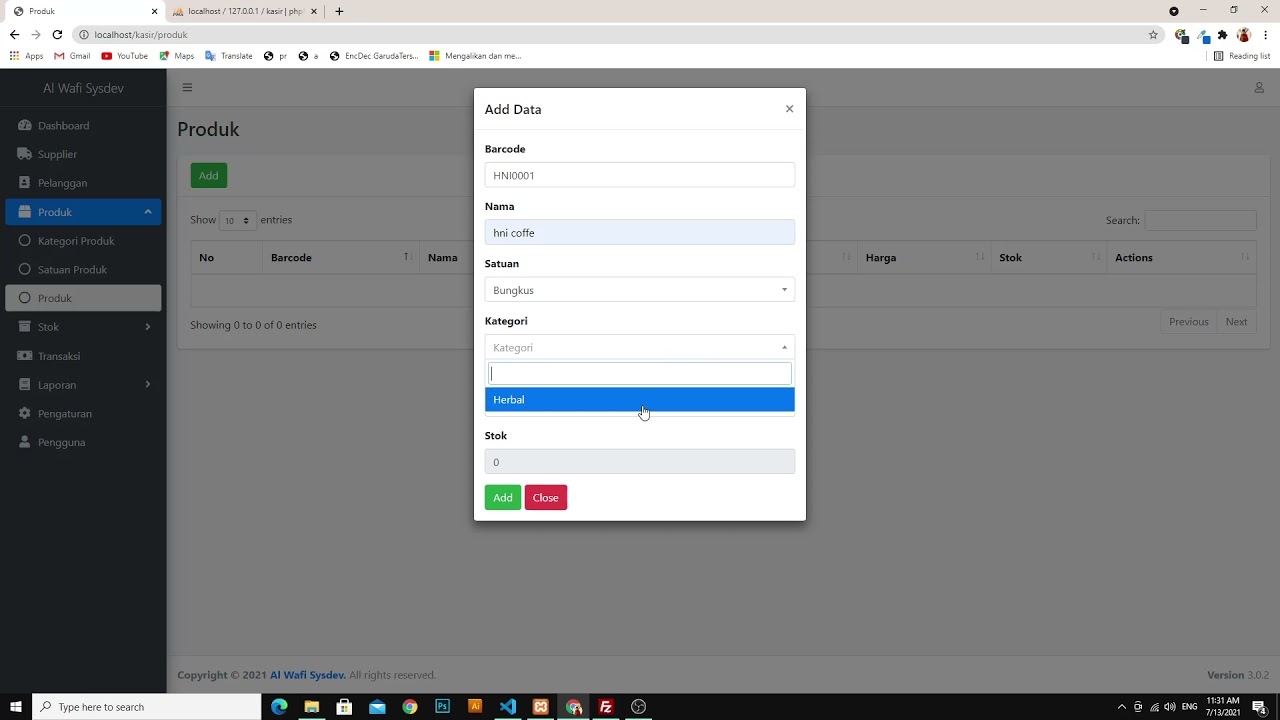 Produk
localhost / 127.0.0.1 / kasir | php
localhost/kasir/produk
Apps
Gmail
YouTube
Maps
Translate
pr
a
EncDec GarudaTers...
Mengalikan dan me...
Reading list
Al Wafi Sysdev
Dashboard
Supplier
Pelanggan
Produk
Kategori Produk
Satuan Produk
Produk
Stok
Transaksi
Laporan
Pengaturan
Pengguna
Produk
Add
Show 10 entries
Search:
No Barcode Nama Harga Stok Actions
Showing 0 to 0 of 0 entries
Previous Next
Add Data
Barcode
HNI0001
Nama
hni coffe
Satuan
Bungkus
Kategori
Kategori
Herbal
Stok
0
Add Close
Copyright © 2021 Al Wafi Sysdev. All rights reserved.
Version 3.0.2
Type here to search
Ps
Ai
Fz
ENG
11:31 AM
7/13/2021